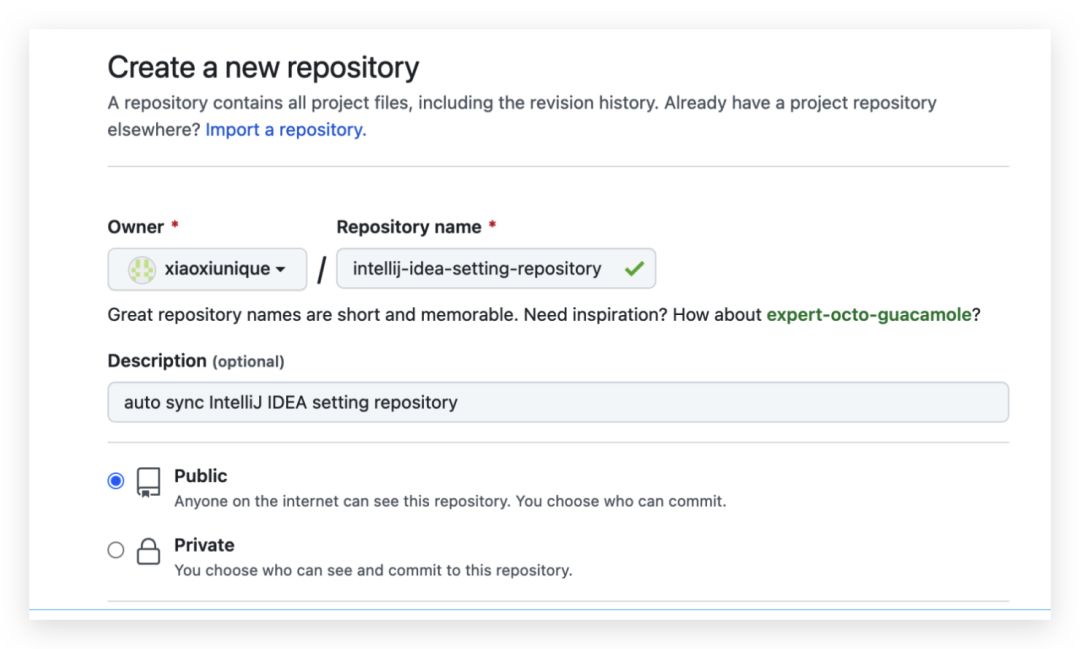 Create a new repository
A repository contains all project files, including the revision history. Already have a project repository
elsewhere? Import a repository.
Owner * Repository name *
xiaoxiunique / intellij-idea-setting-repository
Great repository names are short and memorable. Need inspiration? How about expert-octo-guacamole?
Description (optional)
auto sync IntelliJ IDEA setting repository
Public
Anyone on the internet can see this repository. You choose who can commit.
Private
You choose who can see and commit to this repository.